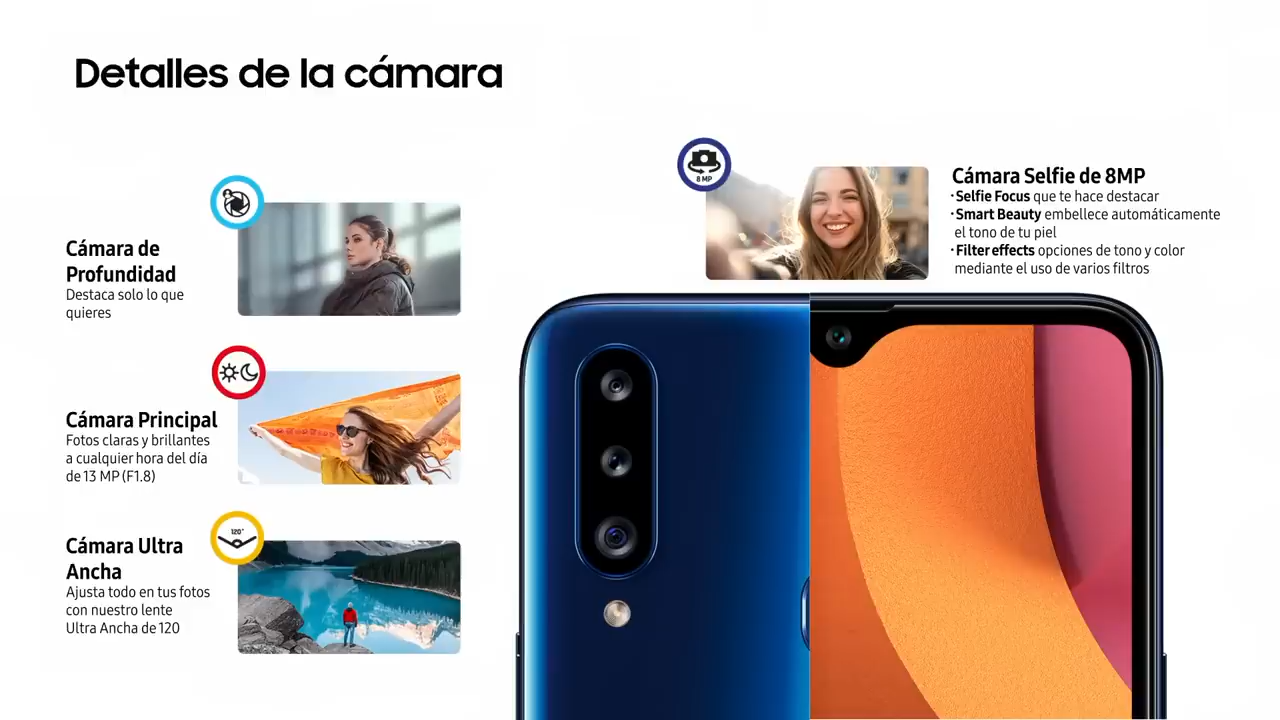 Detalles de la cámara
Cámara de
Profundidad
Destaca solo lo que
quieres
Cámara Principal
Fotos claras y brillantes
a cualquier hora del día
de 13 MP (F1.8)
120°
Cámara Ultra
Ancha
Ajusta todo en tus fotos
con nuestro lente
Ultra Ancha de 120
8 MP
Cámara Selfie de 8MP
·Selfie Focus que te hace destacar
·Smart Beauty embellece automáticamente
el tono de tu piel
·Filter effects opciones de tono y color
mediante el uso de varios filtros